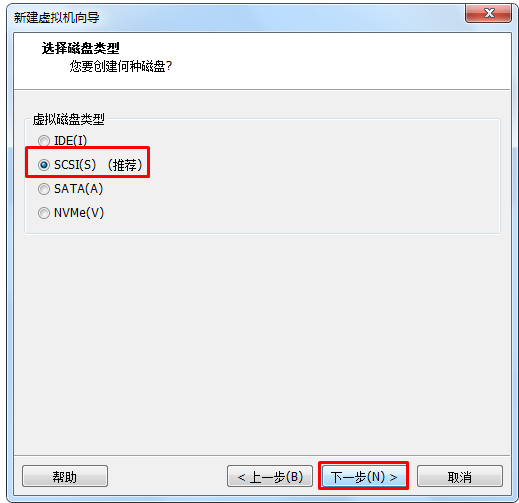 新建虚拟机向导
选择磁盘类型
您要创建何种磁盘?
虚拟磁盘类型
IDE(I)
SCSI(S) (推荐)
SATA(A)
NVMe(V)
帮助
< 上一步(B)
下一步(N) >
取消